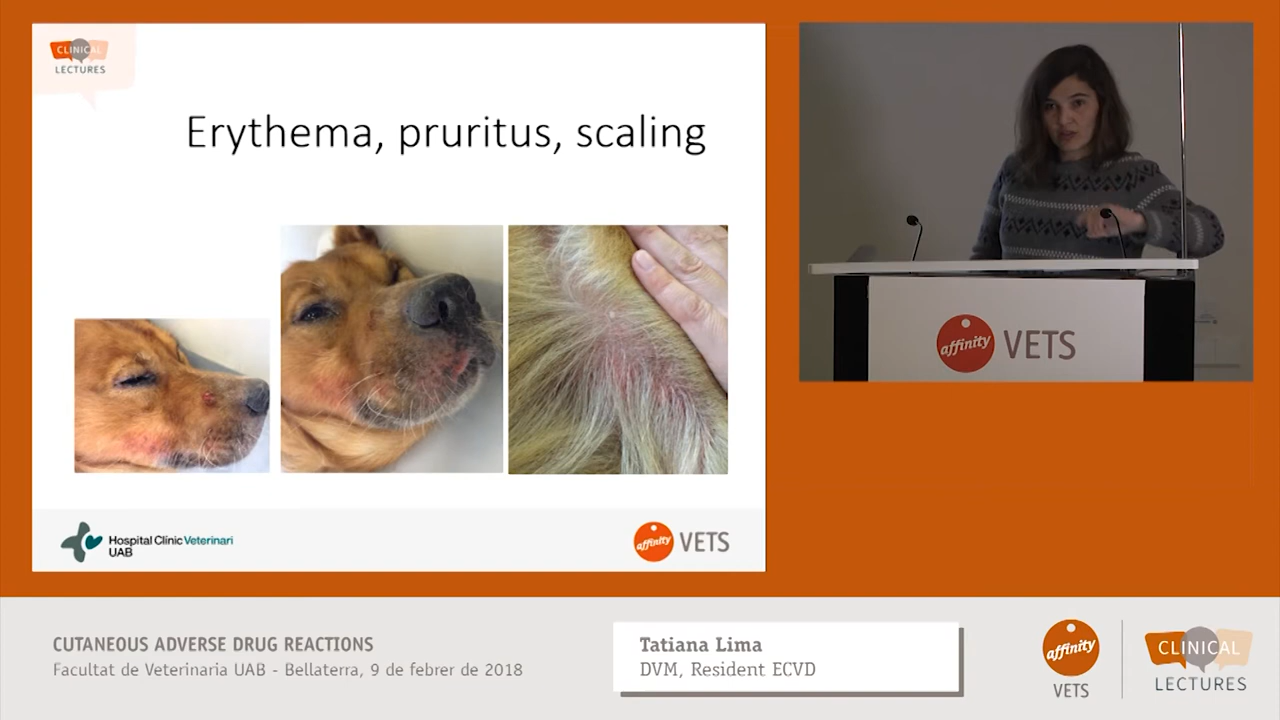 CLINICAL
LECTURES
Erythema, pruritus, scaling
Hospital Clínic Veterinari
UAB
affinity VETS
affinity VETS
CUTANEOUS ADVERSE DRUG REACTIONS
Facultat de Veterinaria UAB - Bellaterra, 9 de febrer de 2018
Tatiana Lima
DVM, Resident ECVD
affinity
VETS
CLINICAL
LECTURES